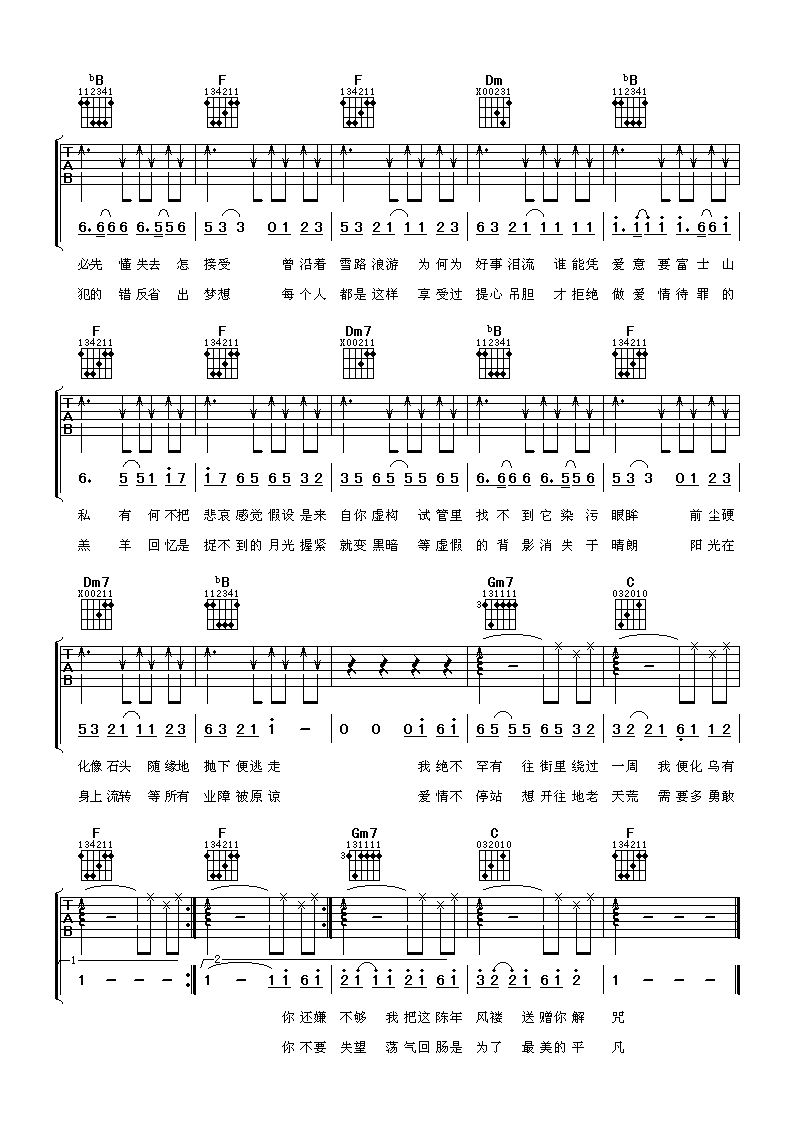 ♭B F F Dm ♭B
112341 134211 134211 X00231 112341
T
A
B
6. 6 6 6 6. 5 5 6 5 3 3 0 1 2 3 5 3 2 1 1 2 3 6 3 2 1 1 1 1 1. 1 1 1 1. 6 6 1
必先 懂失去 怎 接受 曾沿着 雪路浪游 为何为 好事泪流 谁能凭 爱意要富士山
犯的 错反省 出 梦想 每个人 都是这样 享受过 提心吊胆 才拒绝 做爱情待罪的
F F Dm7 ♭B F
134211 134211 X00211 112341 134211
T
A
B
6. 5 5 1 1 7 1 7 6 5 6 5 3 2 3 5 6 5 5 5 6 5 6. 6 6 6 6. 5 5 6 5 3 3 0 1 2 3
私 有 何不把 悲哀感觉 假设是来 自你虚构 试管里 找不到它染污 眼眸 前尘硬
羔 羊 回忆是 捉不到的月光握紧 就变黑暗 等虚假 的背影消失于 晴朗 阳光在
Dm7 ♭B Gm7 C
X00211 112341 3 131111 032010
T
A
B
5 3 2 1 1 1 2 3 6 3 2 1 1 - 0 0 0 1 6 1 6 5 5 5 6 5 3 2 3 2 2 1 6 1 1 2
化像石头 随缘地 抛下便逃走 我绝不 罕有 往街里绕过 一周 我便化乌有
身上流转 等所有 业障被原谅 爱情不 停站 想开往地老 天荒 需要多勇敢
F F Gm7 C F
134211 134211 3 131111 032010 134211
T
A
B
1 2
1 - - - 1 - 1 1 6 1 2 1 1 1 2 1 6 1 3 2 2 1 6 1 2 1 - - -
你还嫌 不够 我把这陈年 风褛 送赠你解 咒
你不要 失望 荡气回肠是 为了 最美的平 凡